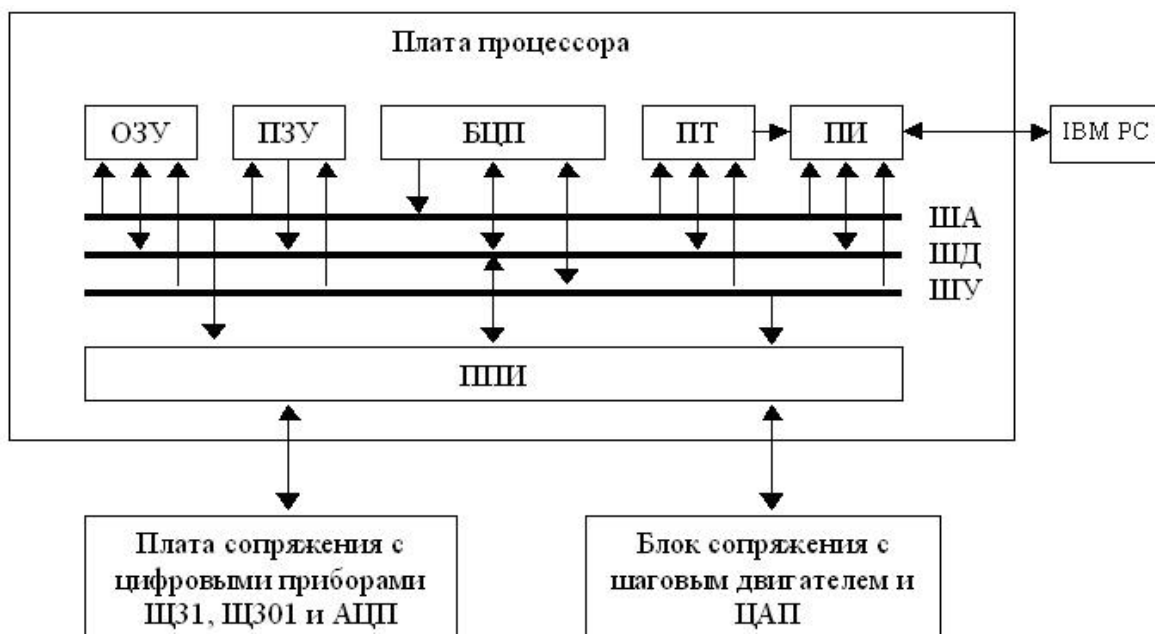 Плата процессора
ОЗУ
ПЗУ
БЦП
ПТ
ПИ
IBM PC
ША
ШД
ШУ
ППИ
Плата сопряжения с
цифровыми приборами
Щ31, Щ301 и АЦП
Блок сопряжения с
шаговым двигателем и
ЦАП